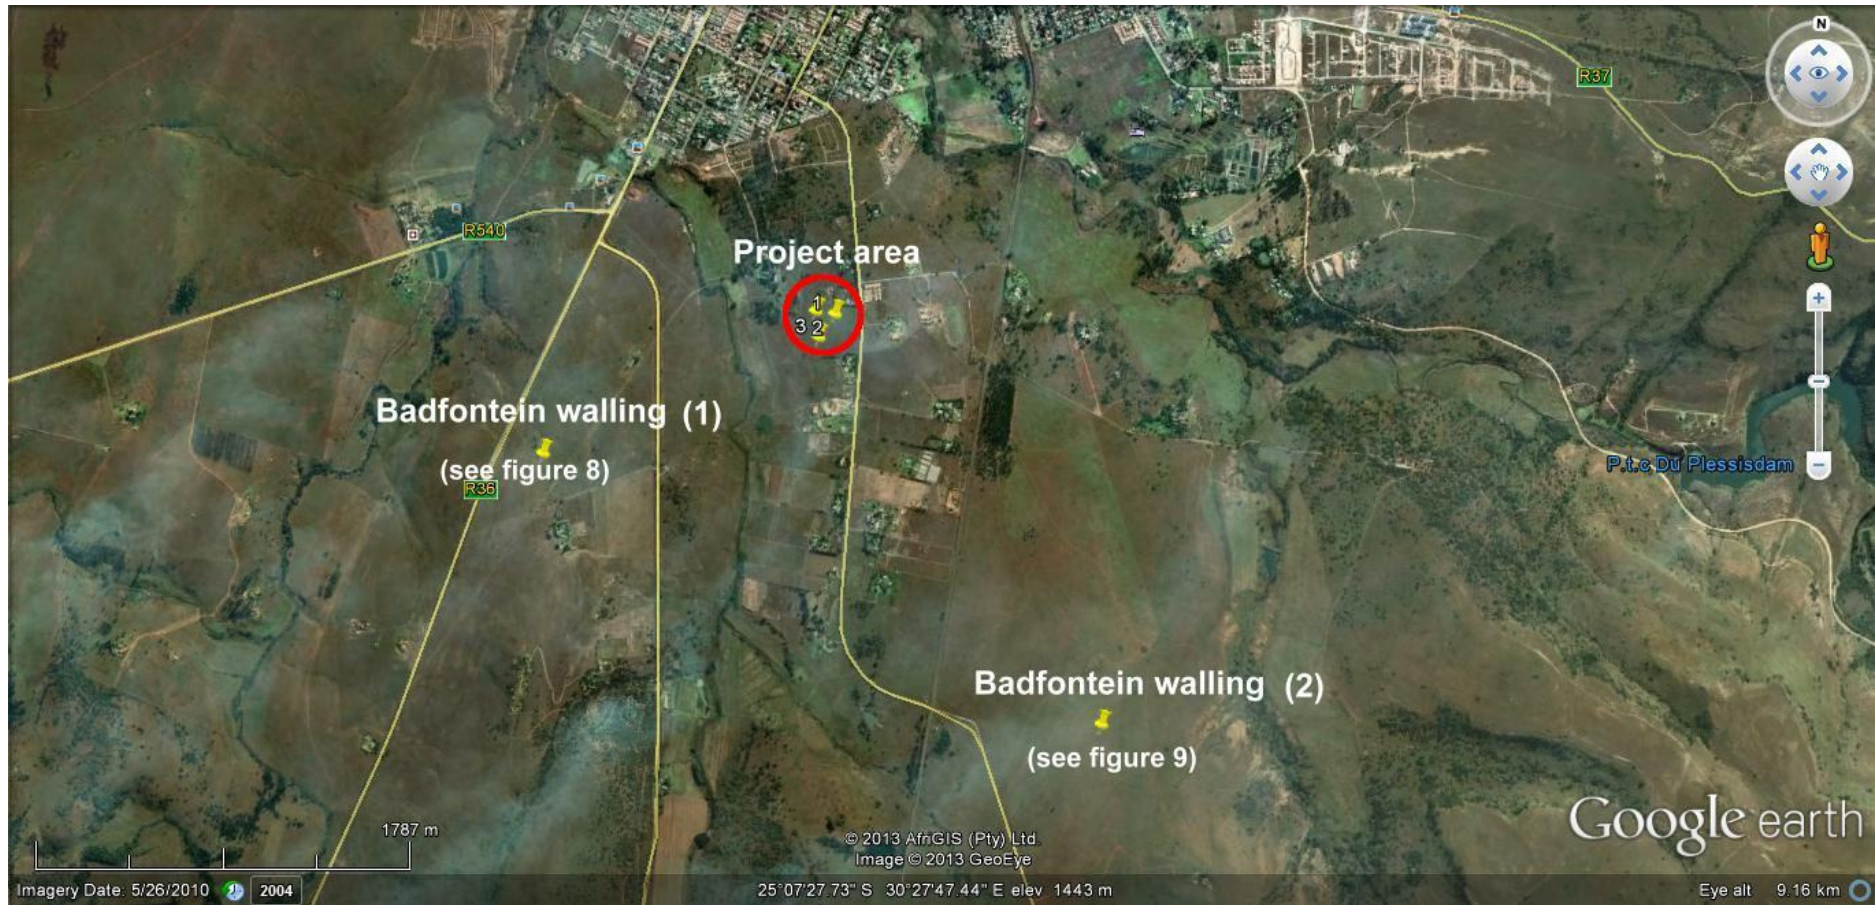 N
R37
R540
Project area
1
3 2
Badfontein walling (1)
(see figure 8)
R36
P.t.c Du Plessisdam
Badfontein walling (2)
(see figure 9)
Google earth
1787 m
© 2013 AfriGIS (Pty) Ltd.
Image © 2013 GeoEye
Imagery Date: 5/26/2010 2004 25°07'27.73" S 30°27'47.44" E elev 1443 m Eye alt 9.16 km